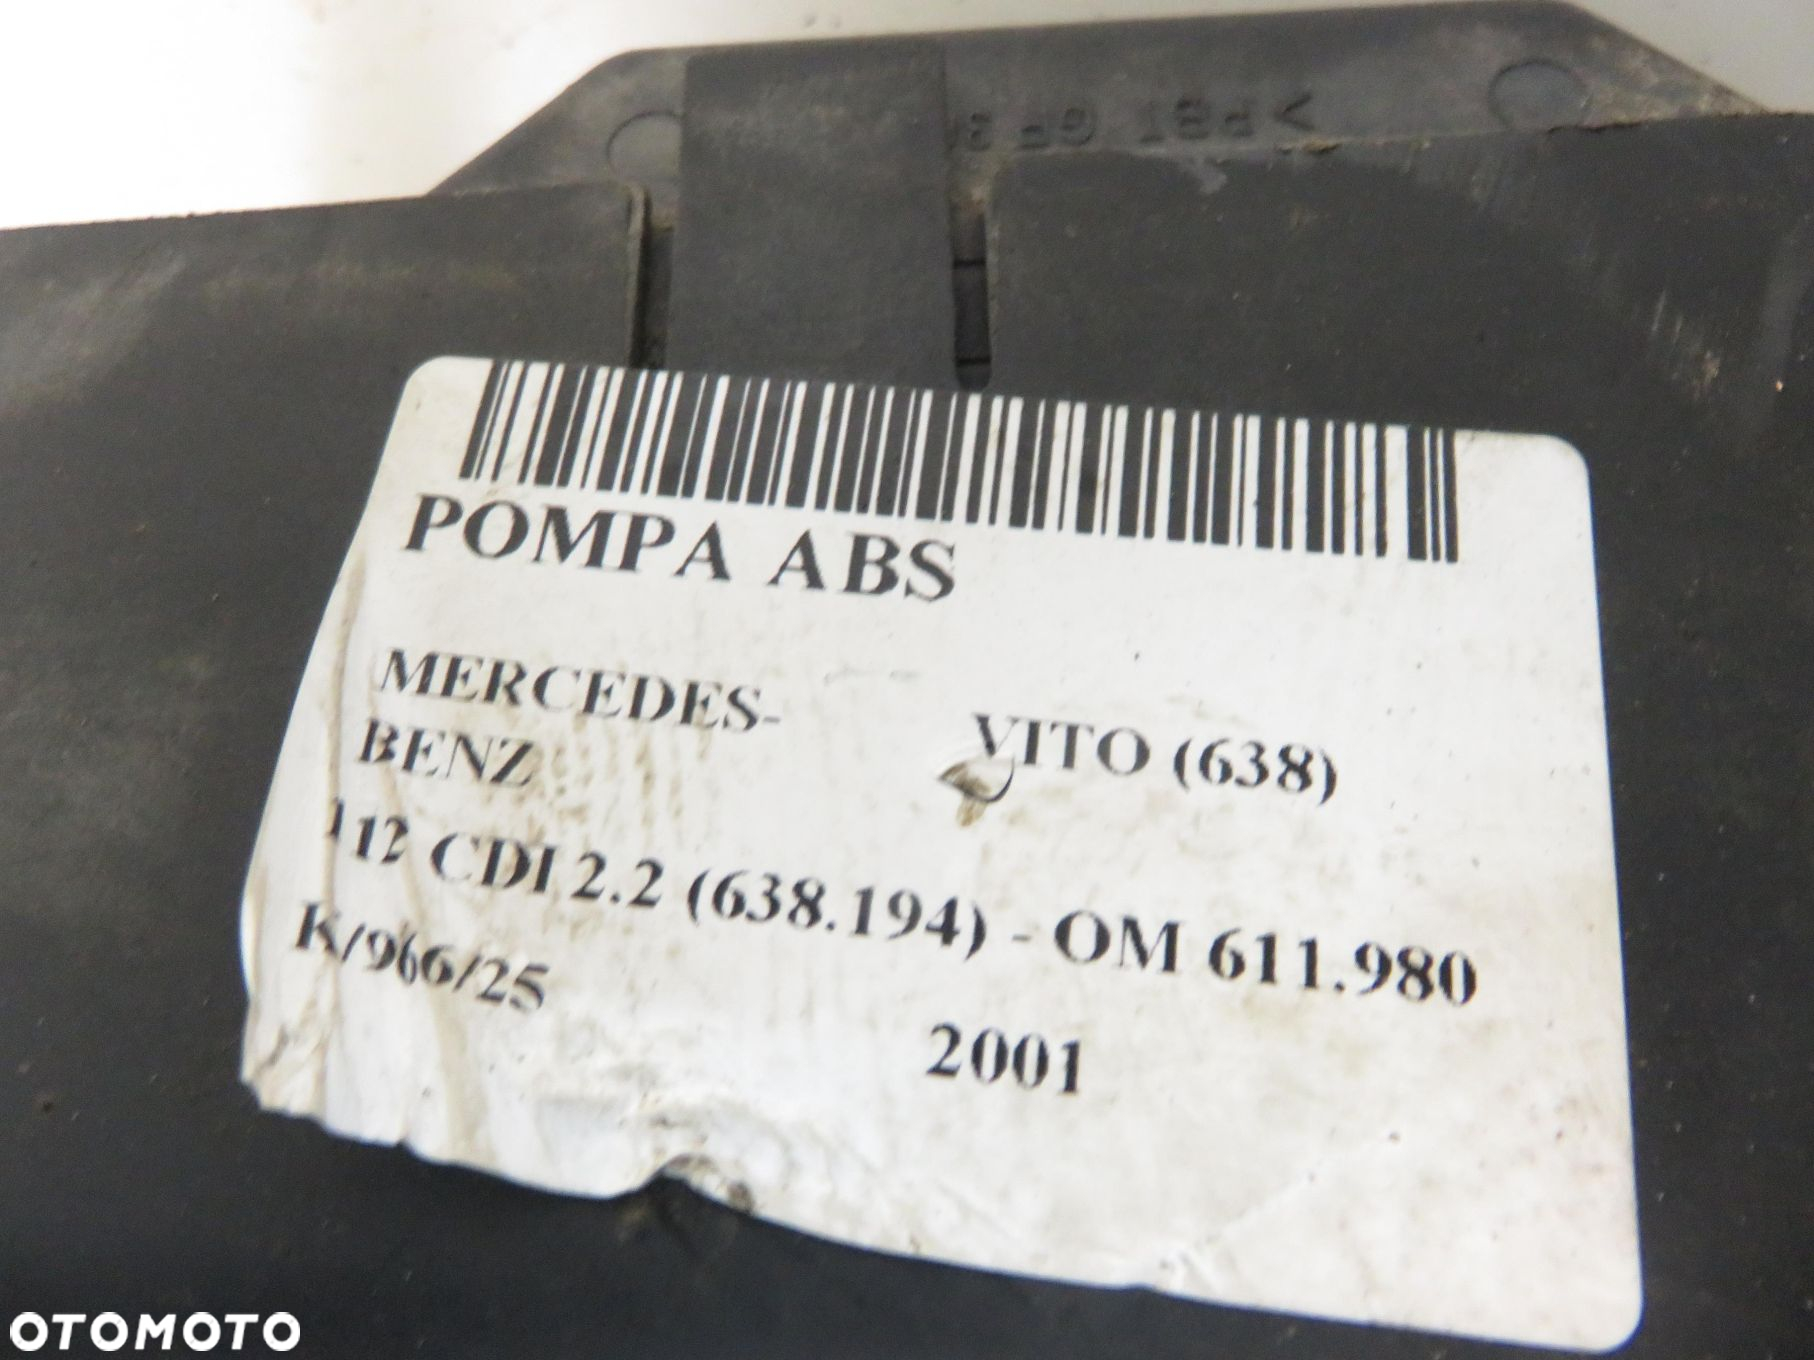 POMPA ABS
MERCEDES-
BENZ
VITO (638)
112 CDI 2.2 (638.194) - OM 611.980
K/966/25
2001
OTOMOTO